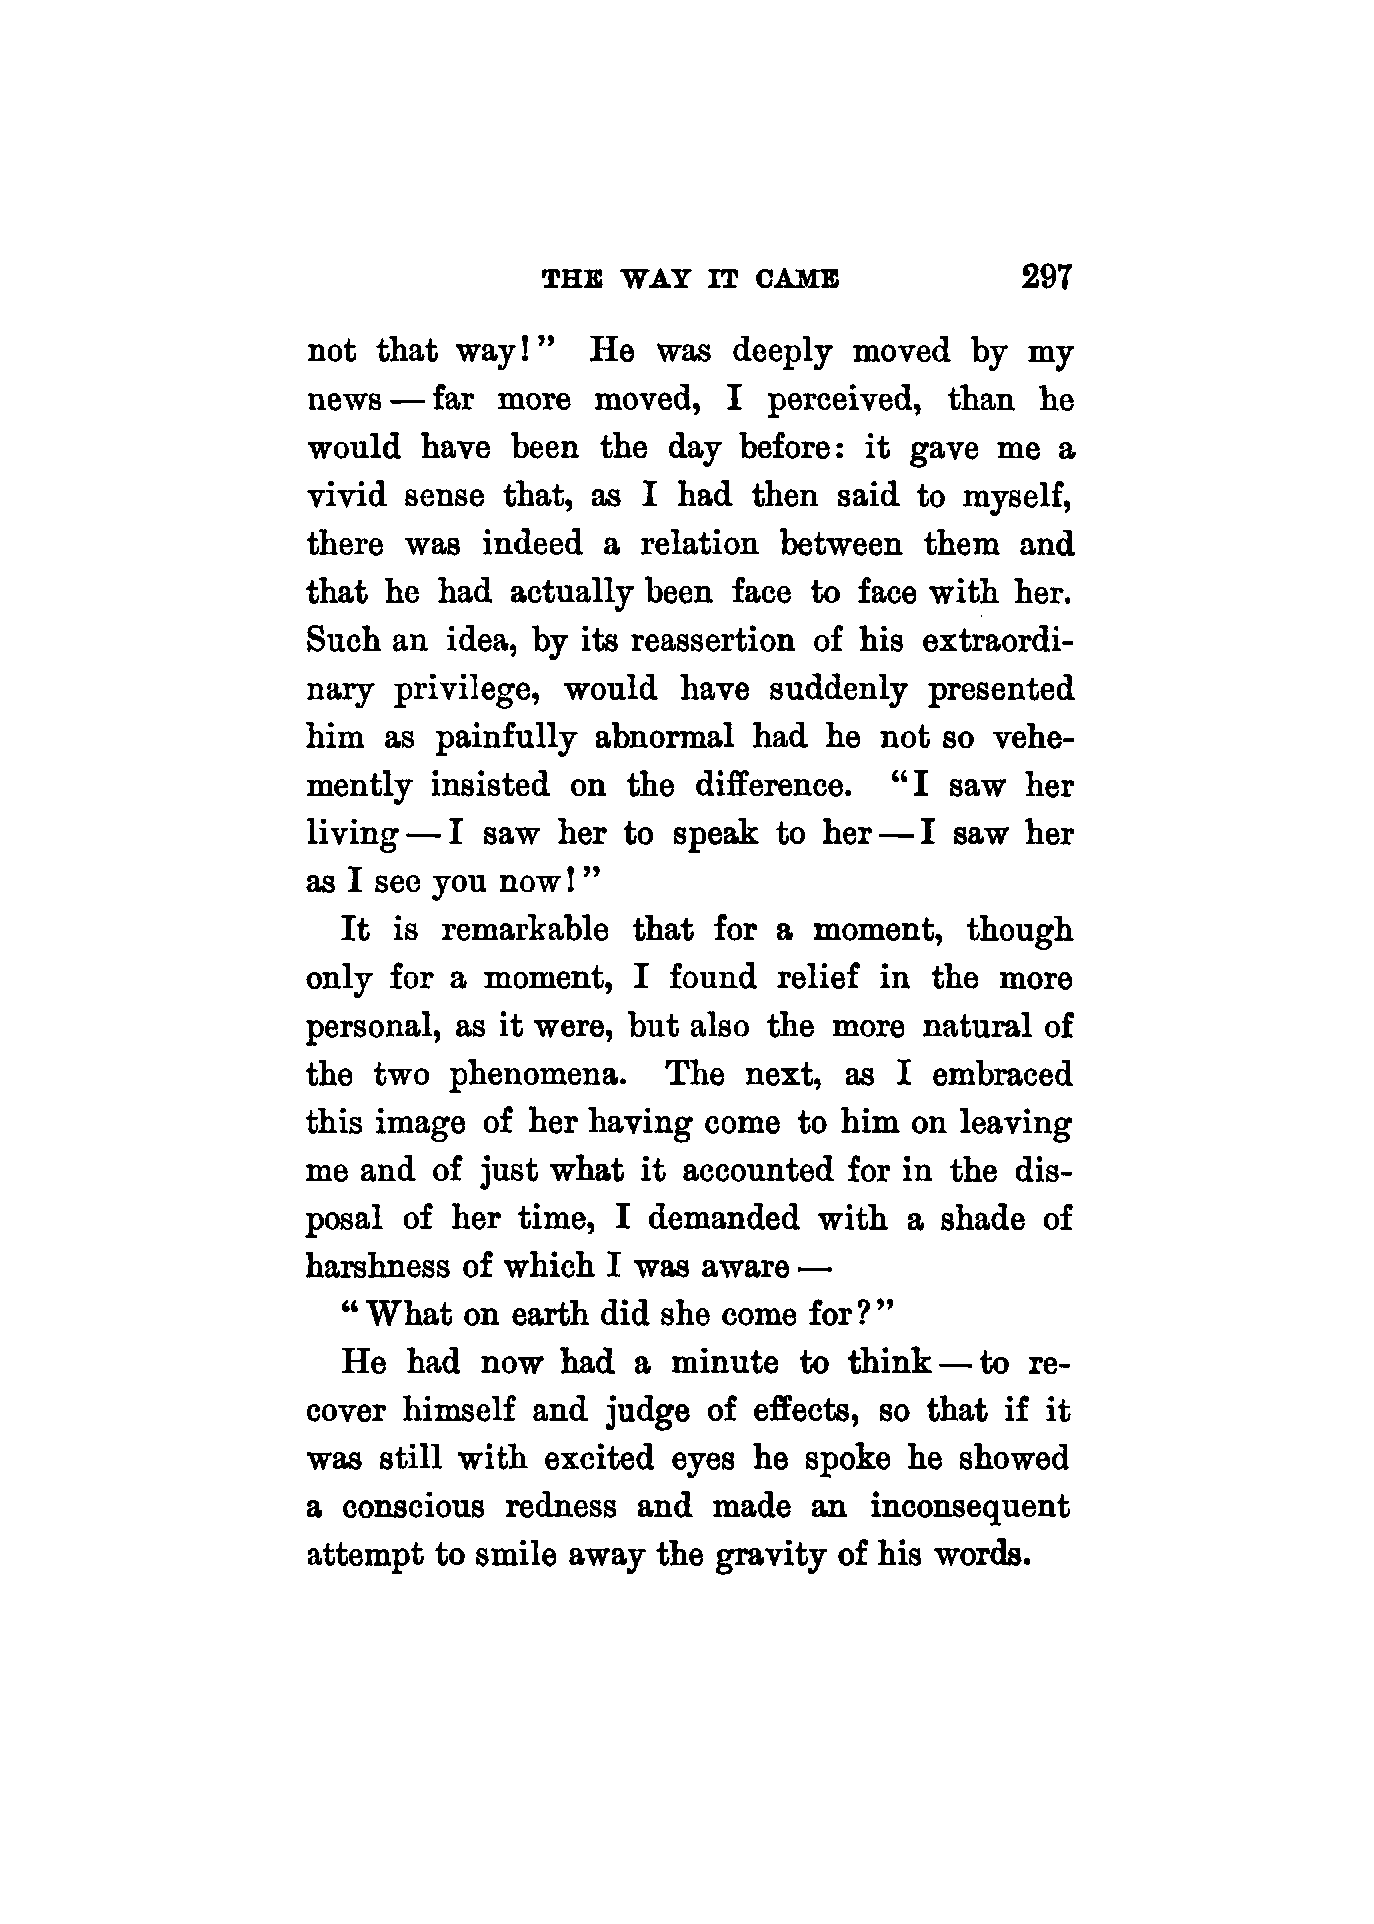 THE WAY IT CAME 297
not that way!" He was deeply moved by my
news — far more moved, I perceived, than he
would have been the day before: it gave me a
vivid sense that, as I had then said to myself,
there was indeed a relation between them and
that he had actually been face to face with her.
Such an idea, by its reassertion of his extraordi-
nary privilege, would have suddenly presented
him as painfully abnormal had he not so vehe-
mently insisted on the difference. "I saw her
living — I saw her to speak to her — I saw her
as I see you now!"
It is remarkable that for a moment, though
only for a moment, I found relief in the more
personal, as it were, but also the more natural of
the two phenomena. The next, as I embraced
this image of her having come to him on leaving
me and of just what it accounted for in the dis-
posal of her time, I demanded with a shade of
harshness of which I was aware —
"What on earth did she come for?"
He had now had a minute to think — to re-
cover himself and judge of effects, so that if it
was still with excited eyes he spoke he showed
a conscious redness and made an inconsequent
attempt to smile away the gravity of his words.